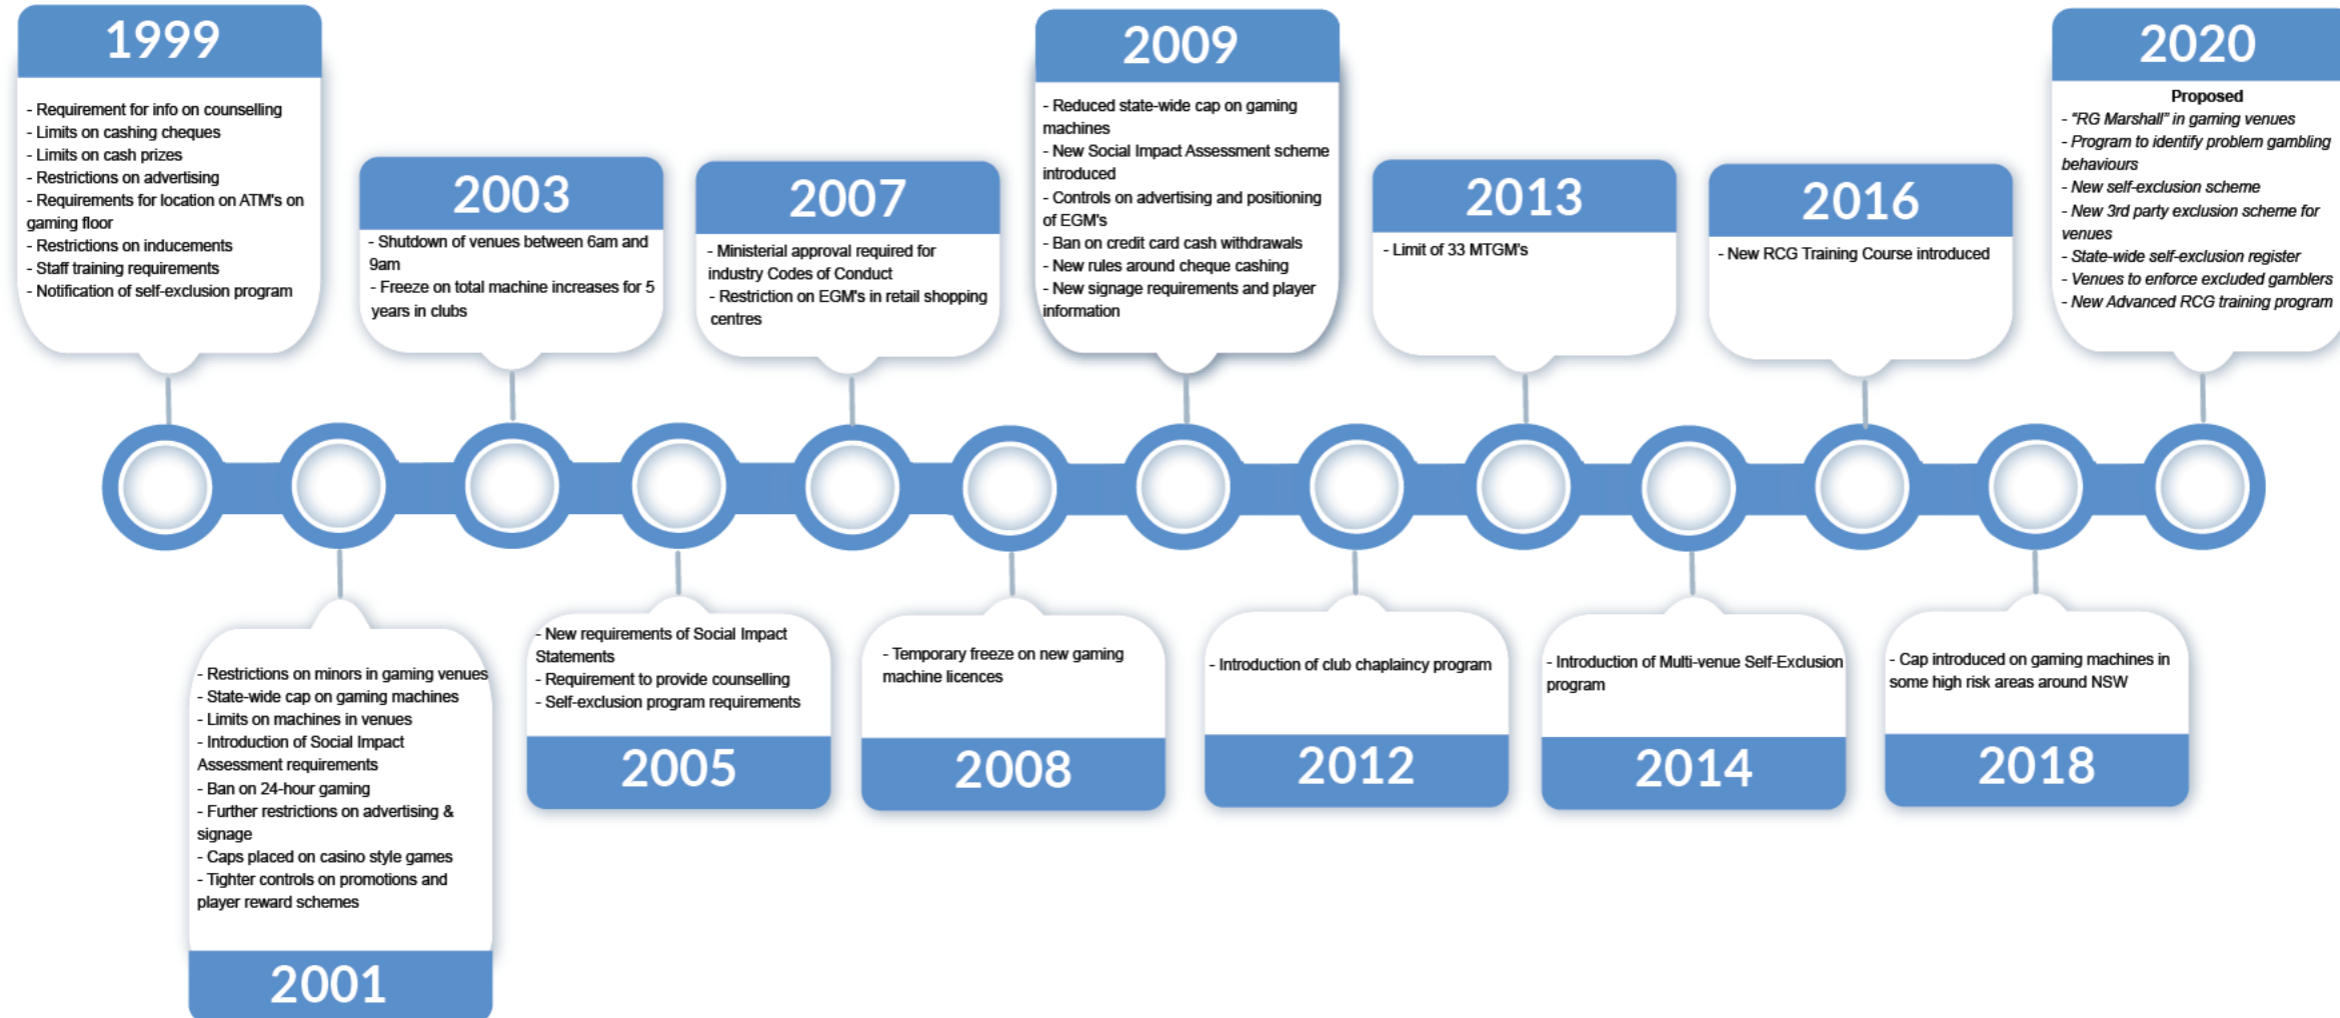 1999
- Requirement for info on counselling
- Limits on cashing cheques
- Limits on cash prizes
- Restrictions on advertising
- Requirements for location on ATM's on
gaming floor
- Restrictions on inducements
- Staff training requirements
- Notification of self-exclusion program
2001
- Restrictions on minors in gaming venues
- State-wide cap on gaming machines
- Limits on machines in venues
- Introduction of Social Impact
Assessment requirements
- Ban on 24-hour gaming
- Further restrictions on advertising &
signage
- Caps placed on casino style games
- Tighter controls on promotions and
player reward schemes
2003
- Shutdown of venues between 6am and
9am
- Freeze on total machine increases for 5
years in clubs
2005
- New requirements of Social Impact
Statements
- Requirement to provide counselling
- Self-exclusion program requirements
2007
- Ministerial approval required for
industry Codes of Conduct
- Restriction on EGM's in retail shopping
centres
2008
- Temporary freeze on new gaming
machine licences
2009
- Reduced state-wide cap on gaming
machines
- New Social Impact Assessment scheme
introduced
- Controls on advertising and positioning
of EGM's
- Ban on credit card cash withdrawals
- New rules around cheque cashing
- New signage requirements and player
information
2012
- Introduction of club chaplaincy program
2013
- Limit of 33 MTGM's
2014
- Introduction of Multi-venue Self-Exclusion
program
2016
- New RCG Training Course introduced
2018
- Cap introduced on gaming machines in
some high risk areas around NSW
2020
Proposed
- "RG Marshall" in gaming venues
- Program to identify problem gambling
behaviours
- New self-exclusion scheme
- New 3rd party exclusion scheme for
venues
- State-wide self-exclusion register
- Venues to enforce excluded gamblers
- New Advanced RCG training program